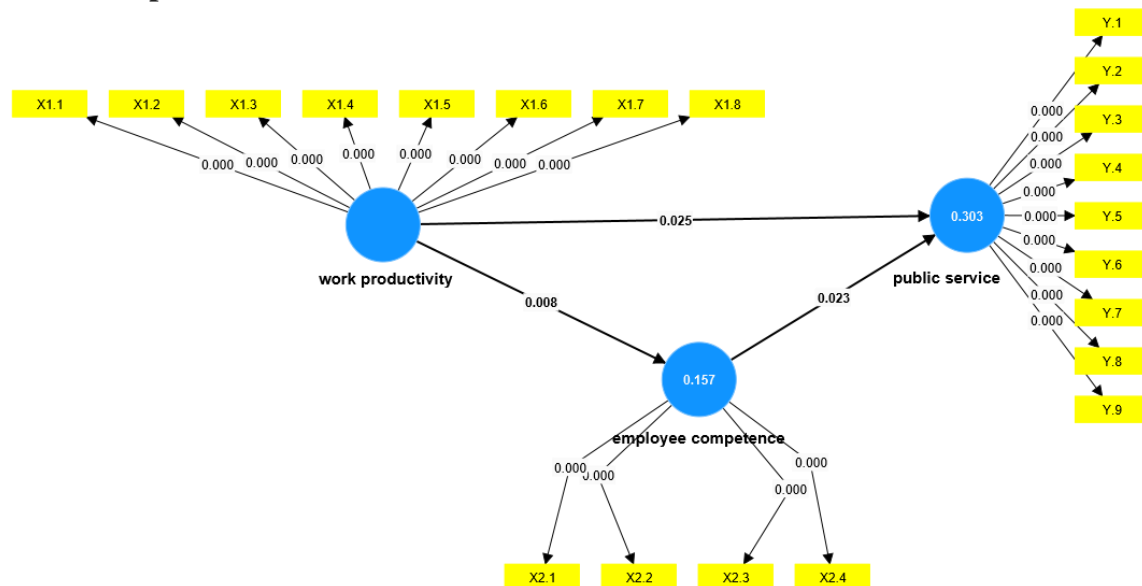 Y.1
Y.2
Y.3
Y.4
Y.5
Y.6
Y.7
Y.8
Y.9
X1.1 X1.2 X1.3 X1.4 X1.5 X1.6 X1.7 X1.8
0.000 0.000 0.000 0.000 0.000 0.000 0.000 0.000
0.000
0.000
0.000
0.000
0.000
0.000
0.000
0.000
0.000
0.303
public service
0.025
work productivity
0.008
0.023
0.157
employee competence
0.000 0.000 0.000 0.000
X2.1 X2.2 X2.3 X2.4